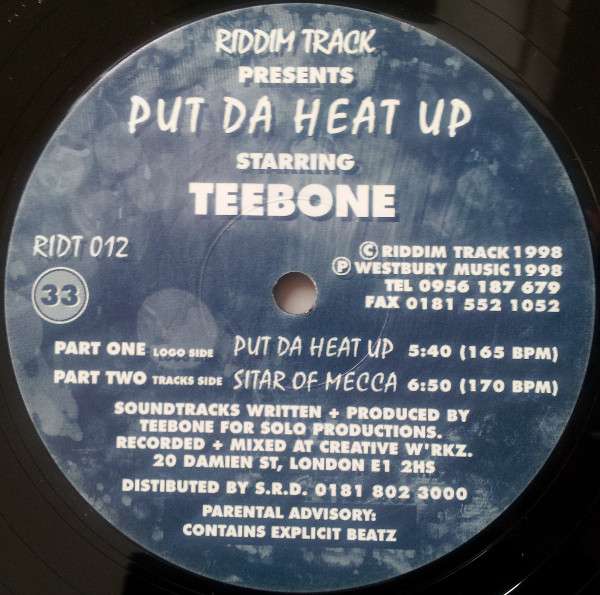 RIDDIM TRACK
PRESENTS
PUT DA HEAT UP
STARRING
TEEBONE
RIDT 012
33
© RIDDIM TRACK 1998
℗ WESTBURY MUSIC 1998
TEL 0956 187 679
FAX 0181 552 1052
PART ONE LOGO SIDE PUT DA HEAT UP 5:40 (165 BPM)
PART TWO TRACKS SIDE SITAR OF MECCA 6:50 (170 BPM)
SOUNDTRACKS WRITTEN + PRODUCED BY
TEEBONE FOR SOLO PRODUCTIONS.
RECORDED + MIXED AT CREATIVE W'RKZ.
20 DAMIEN ST, LONDON E1 2HS
DISTRIBUTED BY S.R.D. 0181 802 3000
PARENTAL ADVISORY:
CONTAINS EXPLICIT BEATZ